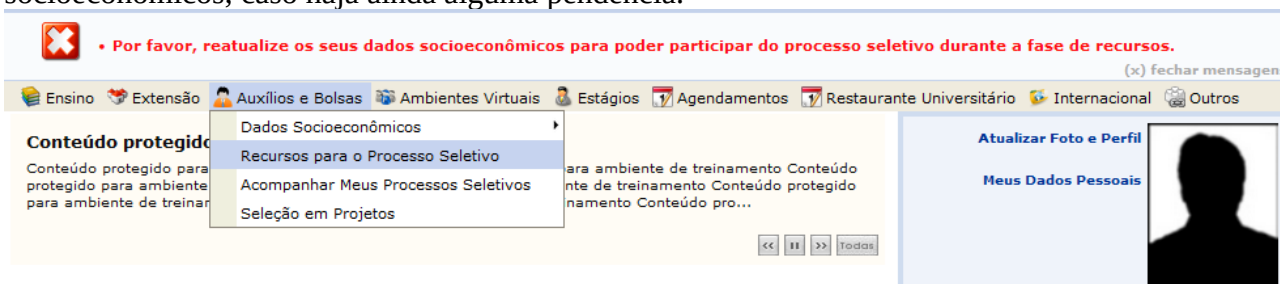 socioeconômicos, caso haja ainda alguma pendência.
• Por favor, reatualize os seus dados socioeconômicos para poder participar do processo seletivo durante a fase de recursos.
(x) fechar mensagen
Ensino Extensão Auxílios e Bolsas Ambientes Virtuais Estágios Agendamentos Restaurante Universitário Internacional Outros
Dados Socioeconômicos
Recursos para o Processo Seletivo
Acompanhar Meus Processos Seletivos
Seleção em Projetos
Conteúdo protegido
Conteúdo protegido para ara ambiente de treinamento Conteúdo
protegido para ambiente nte de treinamento Conteúdo protegido
para ambiente de treinar namento Conteúdo pro...
Todas
Atualizar Foto e Perfil
Meus Dados Pessoais